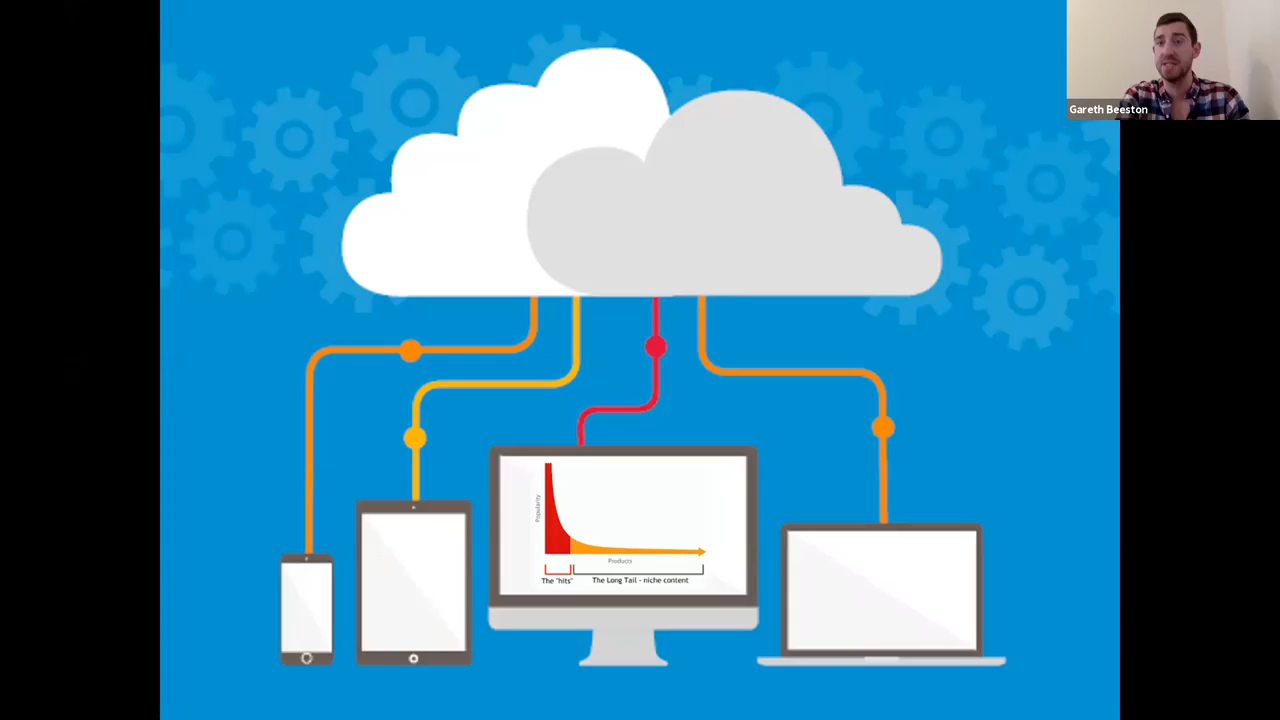 Gareth Beeston
Popularity
Products
The "hits"
The Long Tail - niche content